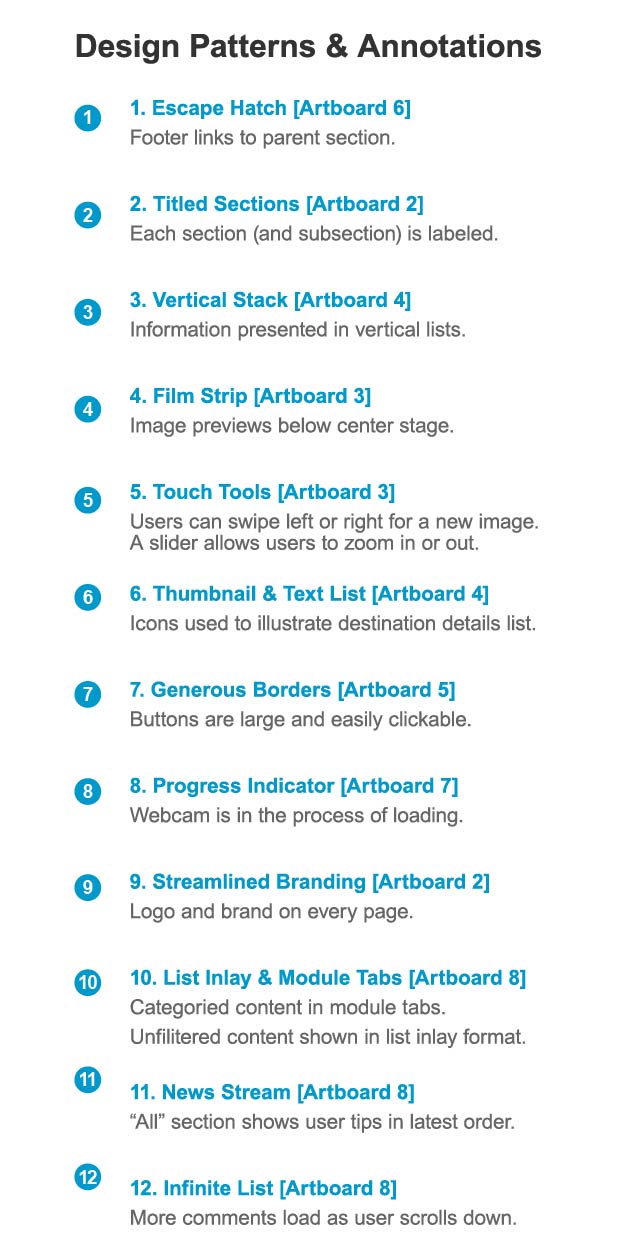 Design Patterns & Annotations
1
1. Escape Hatch [Artboard 6]
Footer links to parent section.
2
2. Titled Sections [Artboard 2]
Each section (and subsection) is labeled.
3
3. Vertical Stack [Artboard 4]
Information presented in vertical lists.
4
4. Film Strip [Artboard 3]
Image previews below center stage.
5
5. Touch Tools [Artboard 3]
Users can swipe left or right for a new image.
A slider allows users to zoom in or out.
6
6. Thumbnail & Text List [Artboard 4]
Icons used to illustrate destination details list.
7
7. Generous Borders [Artboard 5]
Buttons are large and easily clickable.
8
8. Progress Indicator [Artboard 7]
Webcam is in the process of loading.
9
9. Streamlined Branding [Artboard 2]
Logo and brand on every page.
10
10. List Inlay & Module Tabs [Artboard 8]
Categoried content in module tabs.
Unfilitered content shown in list inlay format.
11
11. News Stream [Artboard 8]
“All” section shows user tips in latest order.
12
12. Infinite List [Artboard 8]
More comments load as user scrolls down.